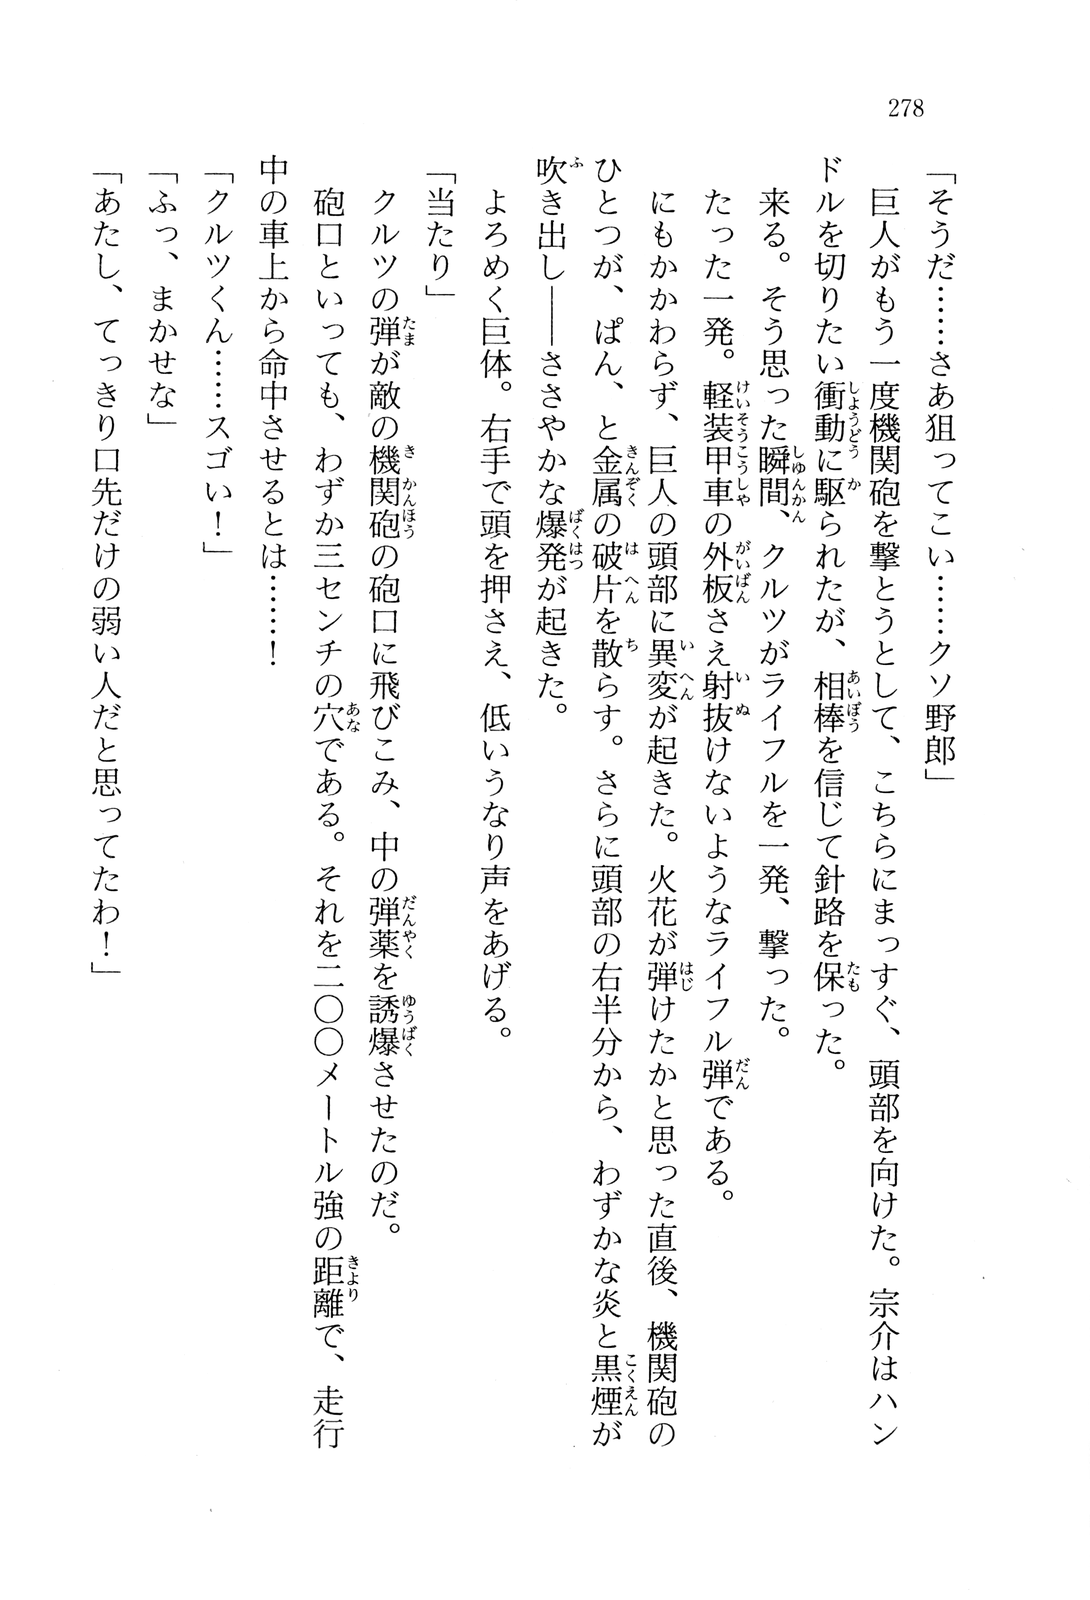 278
「そうだ……さあ狙ってこい……クソ野郎」
　巨人がもう一度機関砲を撃とうとして、こちらにまっすぐ、頭部を向けた。宗介はハン
ドルを切りたい衝動に駆られたが、相棒を信じて針路を保った。
　来る。そう思った瞬間、クルツがライフルを一発、撃った。
　たった一発。軽装甲車の外板さえ射抜けないようなライフル弾である。
　にもかかわらず、巨人の頭部に異変が起きた。火花が弾けたかと思った直後、機関砲の
ひとつが、ぱん、と金属の破片を散らす。さらに頭部の右半分から、わずかな炎と黒煙が
吹き出し――ささやかな爆発が起きた。
　よろめく巨体。右手で頭を押さえ、低いうなり声をあげる。
「当たり」
　クルツの弾が敵の機関砲の砲口に飛びこみ、中の弾薬を誘爆させたのだ。
　砲口といっても、わずか三センチの穴である。それを二〇〇メートル強の距離で、走行
中の車上から命中させるとは……！
「クルツくん……スゴい！」
「ふっ、まかせな」
「あたし、てっきり口先だけの弱い人だと思ってたわ！」